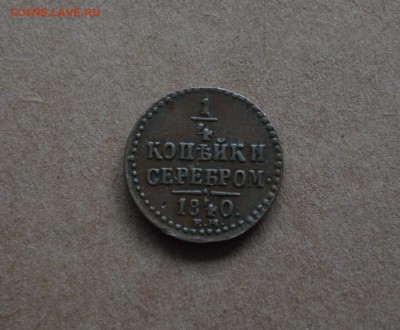 COINS.LAVE.RU
1
4
КОПѢЙКИ
СЕРЕБРОМ
1840.
Е.М.